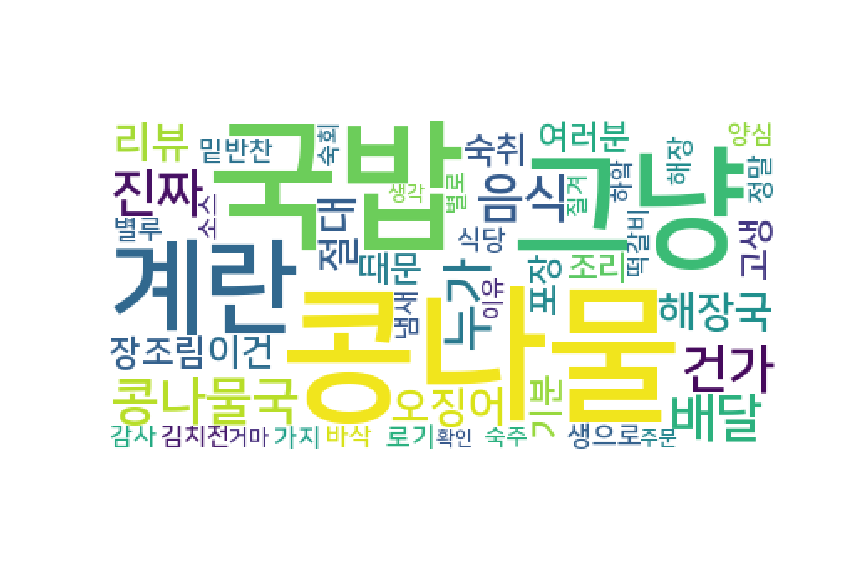 리뷰
밑반찬
국밥
숙회
숙취
여러분
양심
진짜
소스
생각
별로
음식
그냥
질겨
하핰
해장
정말
별루
절대
식당
떡갈비
고생
계란
때문
냄새
누가
이유
포장
조리
해장국
장조림이건
콩나물
건가
콩나물국
오징어
기분
배달
감사
김치전거마
가지
바삭
로기
확인
숙주
생으로
주문